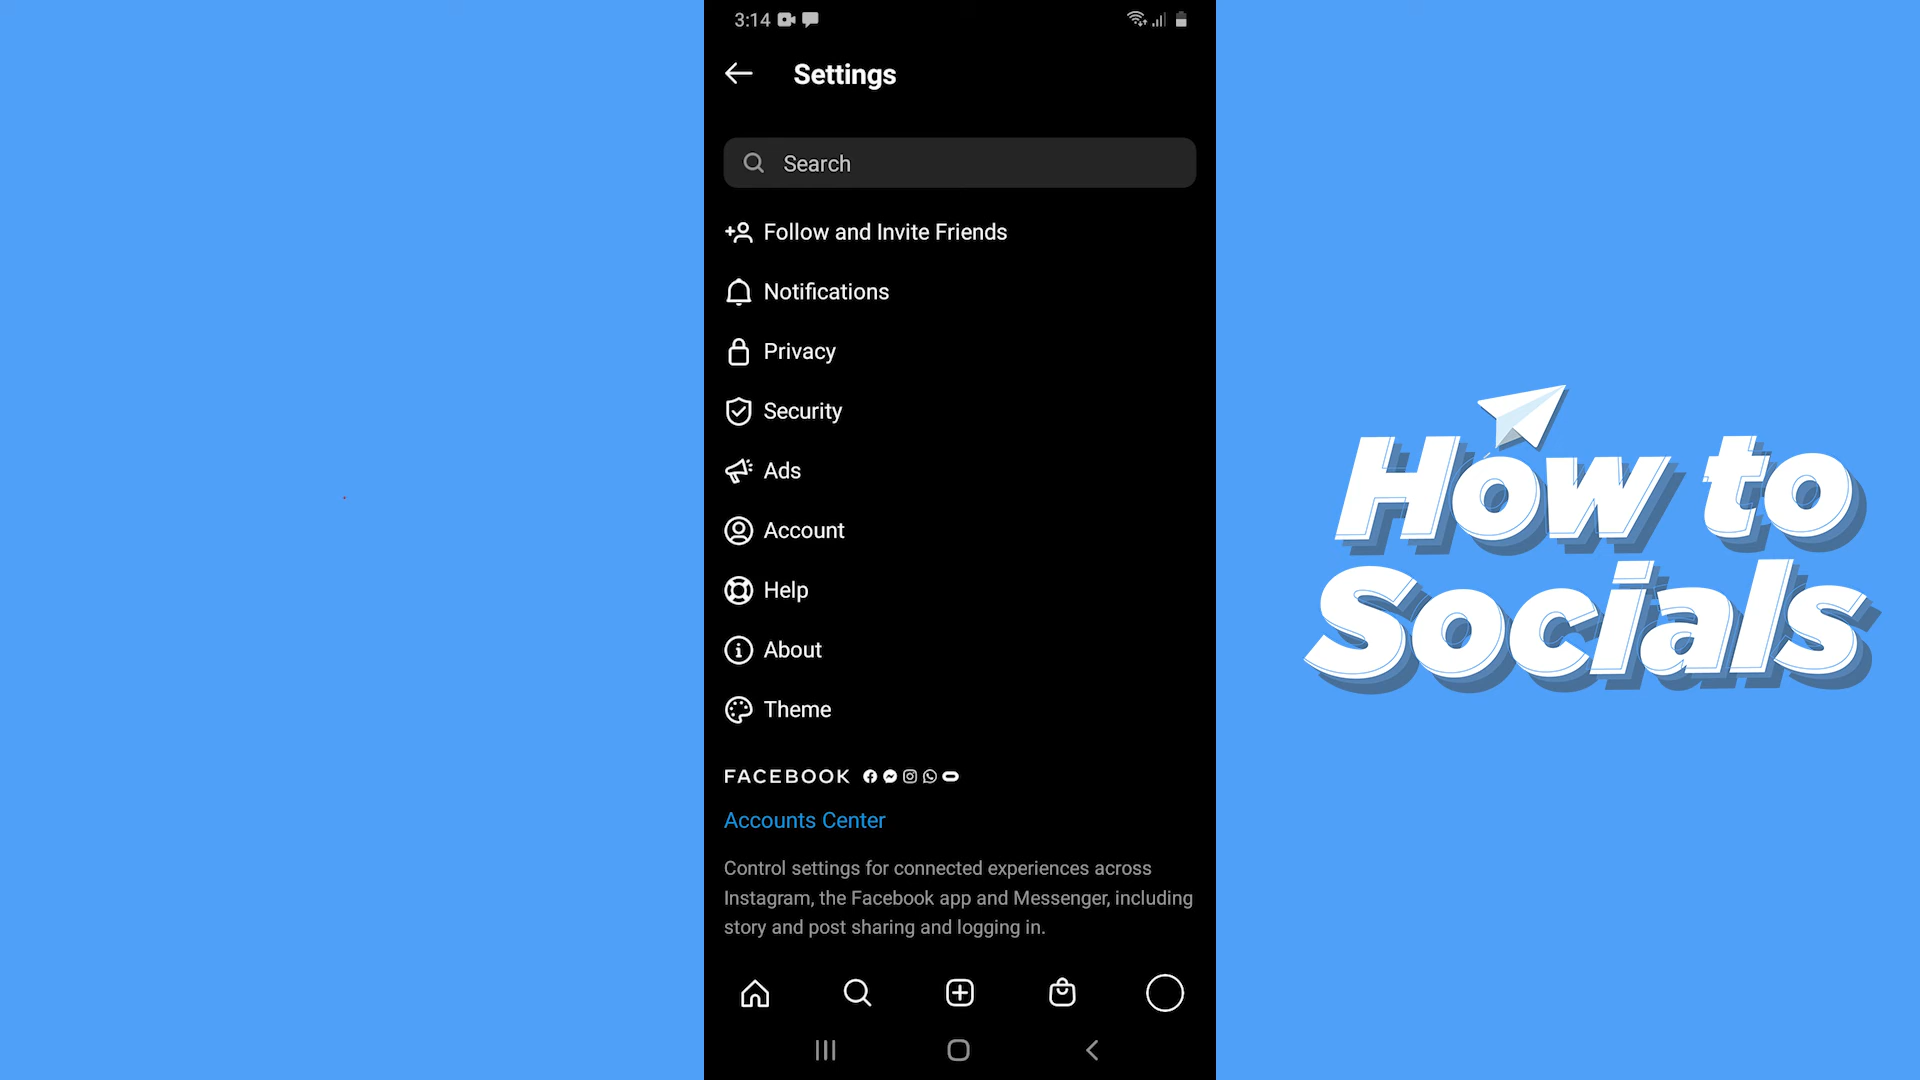 3:14
Settings
Search
Follow and Invite Friends
Notifications
Privacy
Security
Ads
Account
Help
About
Theme
FACEBOOK
Accounts Center
Control settings for connected experiences across
Instagram, the Facebook app and Messenger, including
story and post sharing and logging in.
How to
Socials